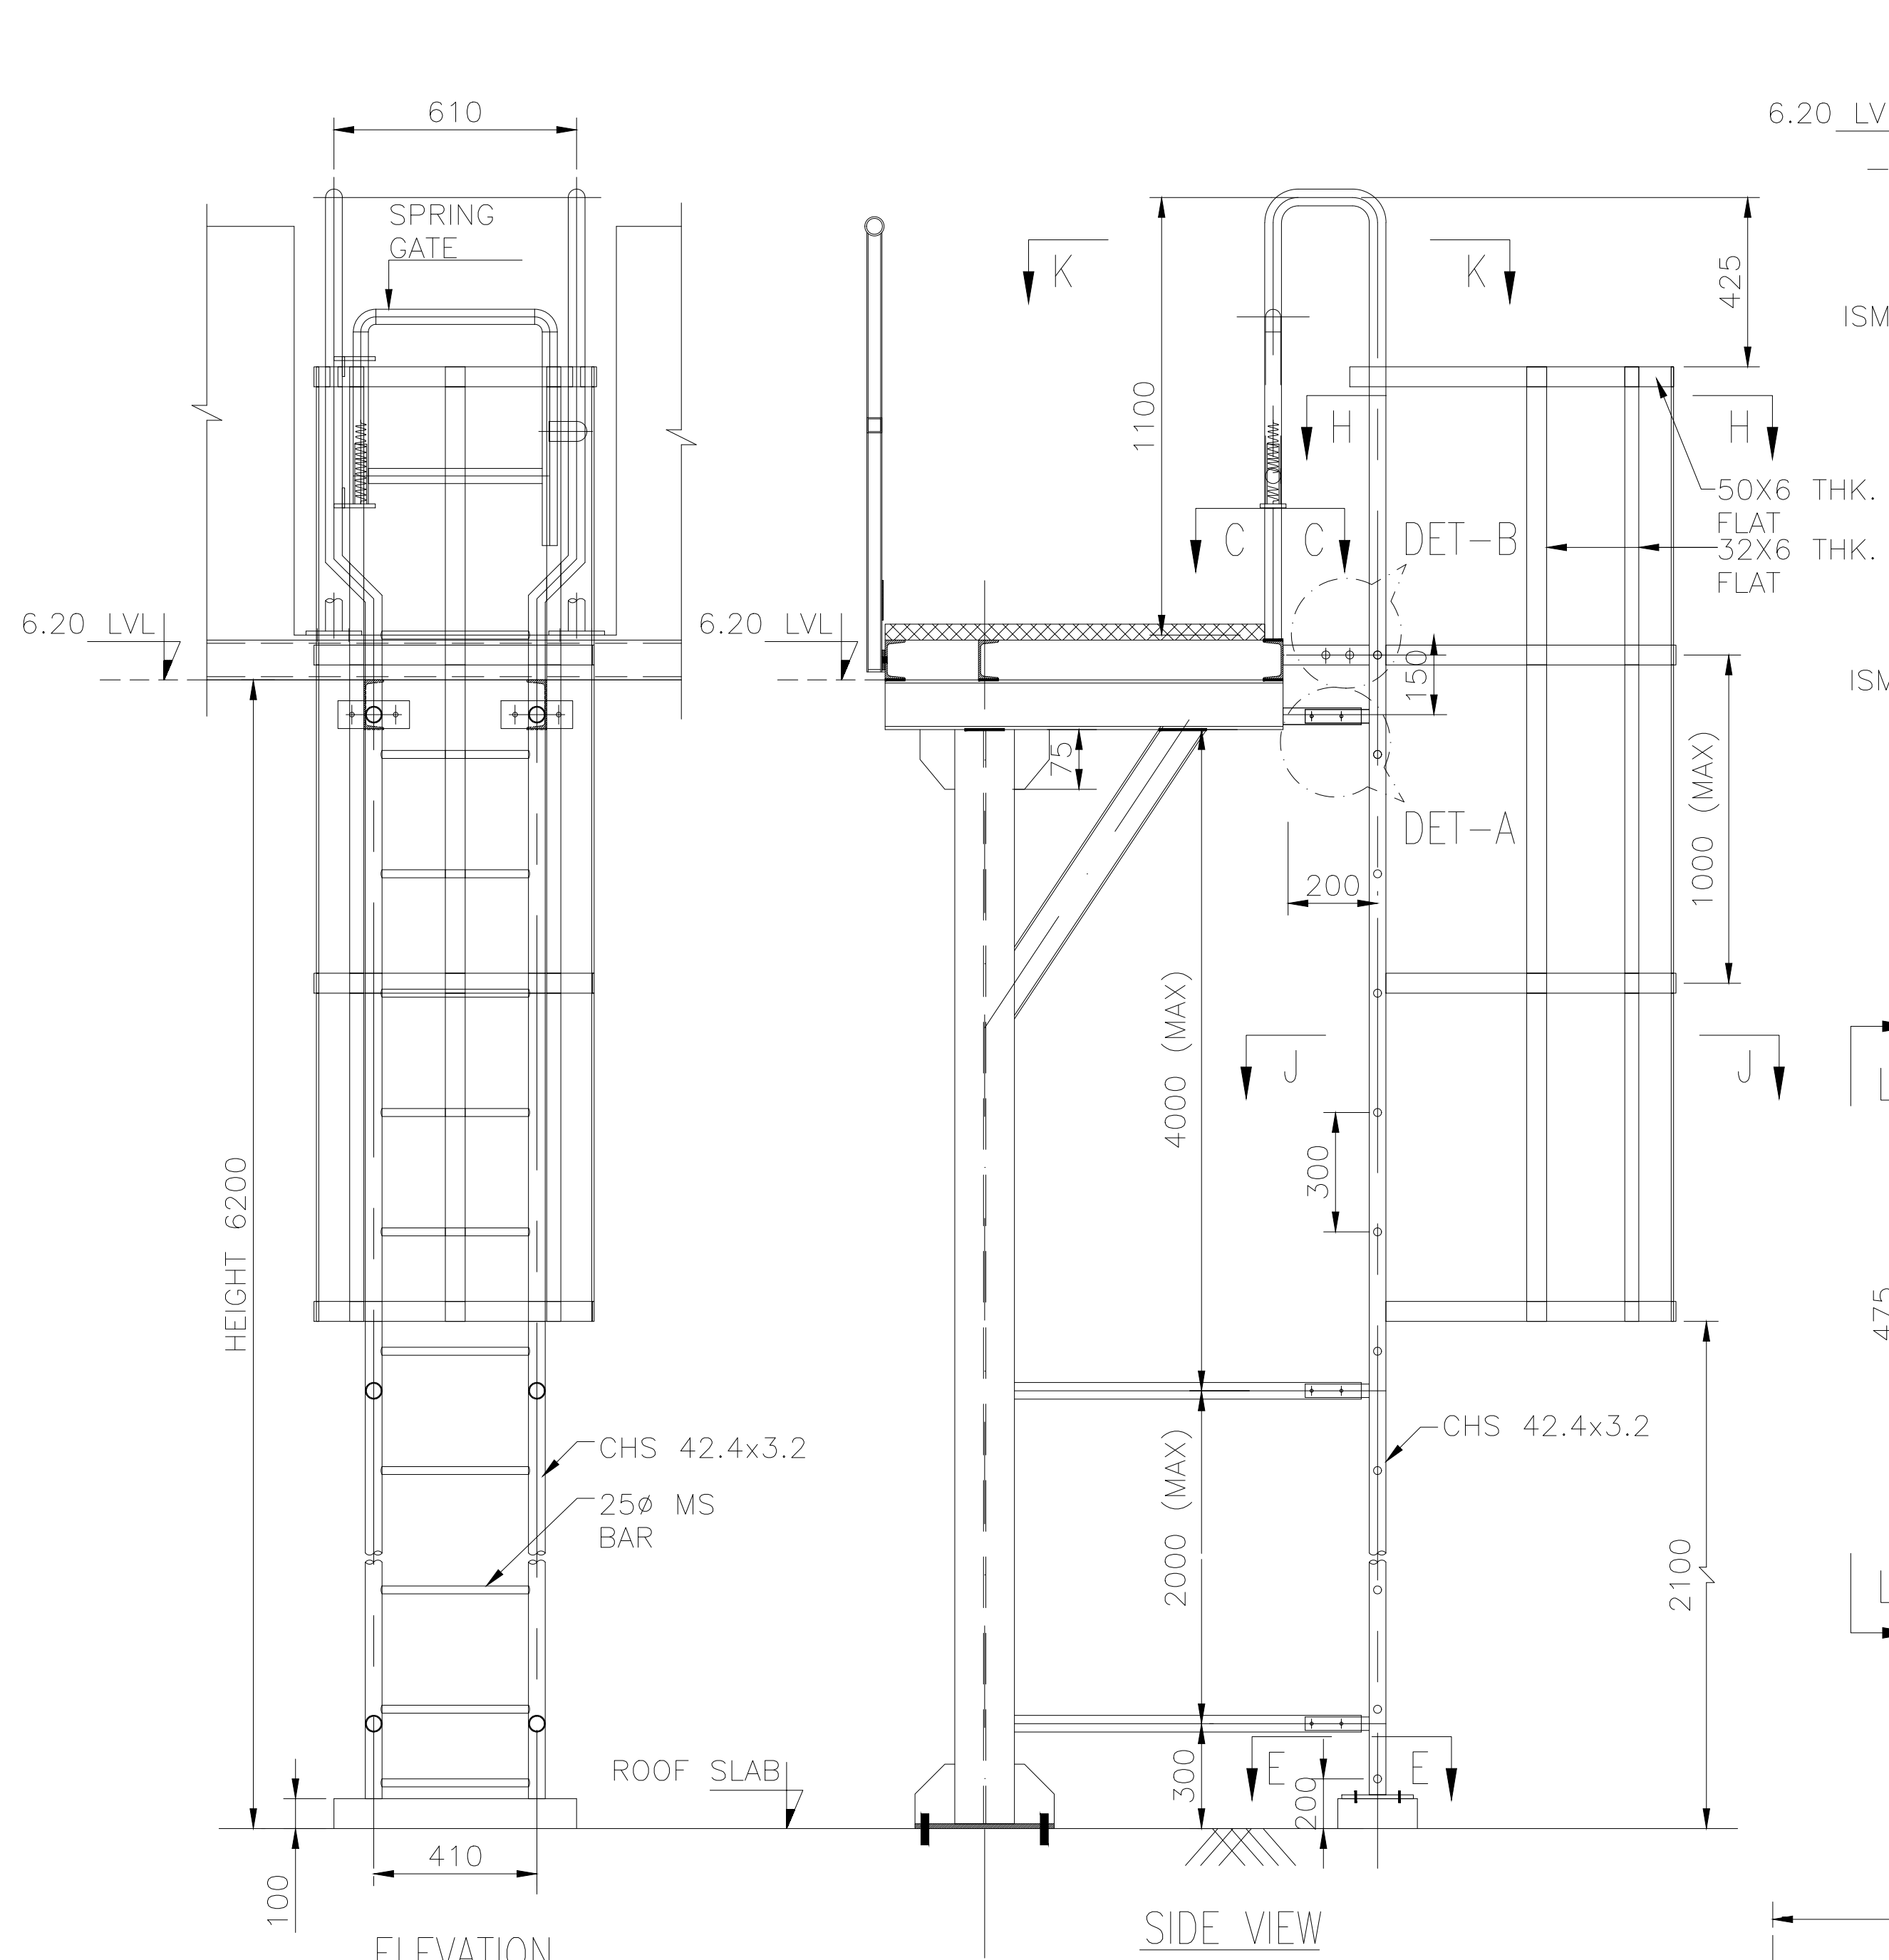 610
6.20 LV
SPRING
GATE
K
K
425
ISM
1100
H
H
50X6 THK.
FLAT
32X6 THK.
FLAT
C
C
DET-B
6.20 LVL
6.20 LVL
150
ISM
75
1000 (MAX)
DET-A
200
4000 (MAX)
J
J
L
300
HEIGHT 6200
475
CHS 42.4x3.2
CHS 42.4x3.2
2000 (MAX)
25ø MS
BAR
2100
L
ROOF SLAB
300
E
E
200
410
100
SIDE VIEW
ELEVATION